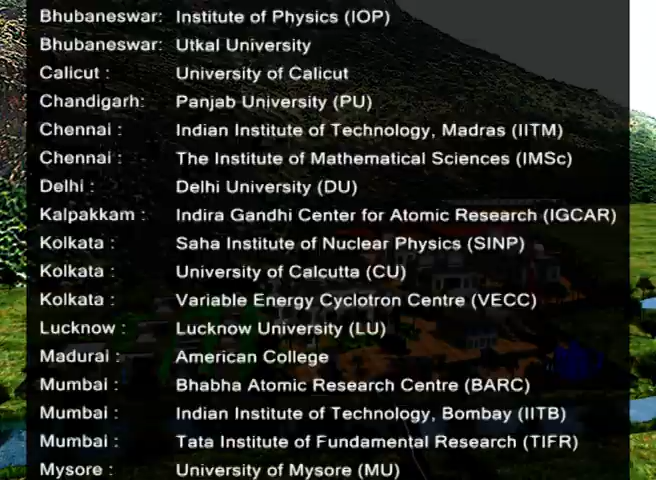 Bhubaneswar: Institute of Physics (IOP)
Bhubaneswar: Utkal University
Calicut : University of Calicut
Chandigarh: Panjab University (PU)
Chennai : Indian Institute of Technology, Madras (IITM)
Chennai : The Institute of Mathematical Sciences (IMSc)
Delhi : Delhi University (DU)
Kalpakkam : Indira Gandhi Center for Atomic Research (IGCAR)
Kolkata : Saha Institute of Nuclear Physics (SINP)
Kolkata : University of Calcutta (CU)
Kolkata : Variable Energy Cyclotron Centre (VECC)
Lucknow : Lucknow University (LU)
Madurai : American College
Mumbai : Bhabha Atomic Research Centre (BARC)
Mumbai : Indian Institute of Technology, Bombay (IITB)
Mumbai : Tata Institute of Fundamental Research (TIFR)
Mysore : University of Mysore (MU)